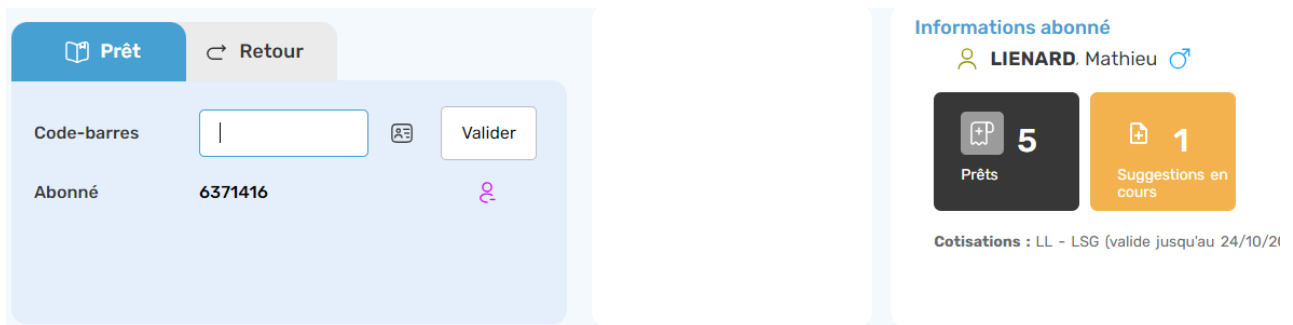 Prêt
Retour
Code-barres
Valider
Abonné 6371416
Informations abonné
LIENARD, Mathieu
5
Prêts
1
Suggestions en
cours
Cotisations : LL - LSG (valide jusqu'au 24/10/20